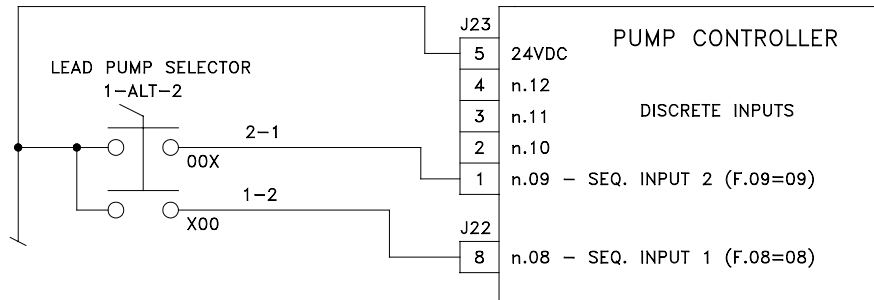 J23
PUMP CONTROLLER
5 24VDC
LEAD PUMP SELECTOR
1-ALT-2
4 n.12
3 n.11
DISCRETE INPUTS
2-1
2 n.10
00X
1 n.09 - SEQ. INPUT 2 (F.09=09)
1-2
X00
J22
8 n.08 - SEQ. INPUT 1 (F.08=08)